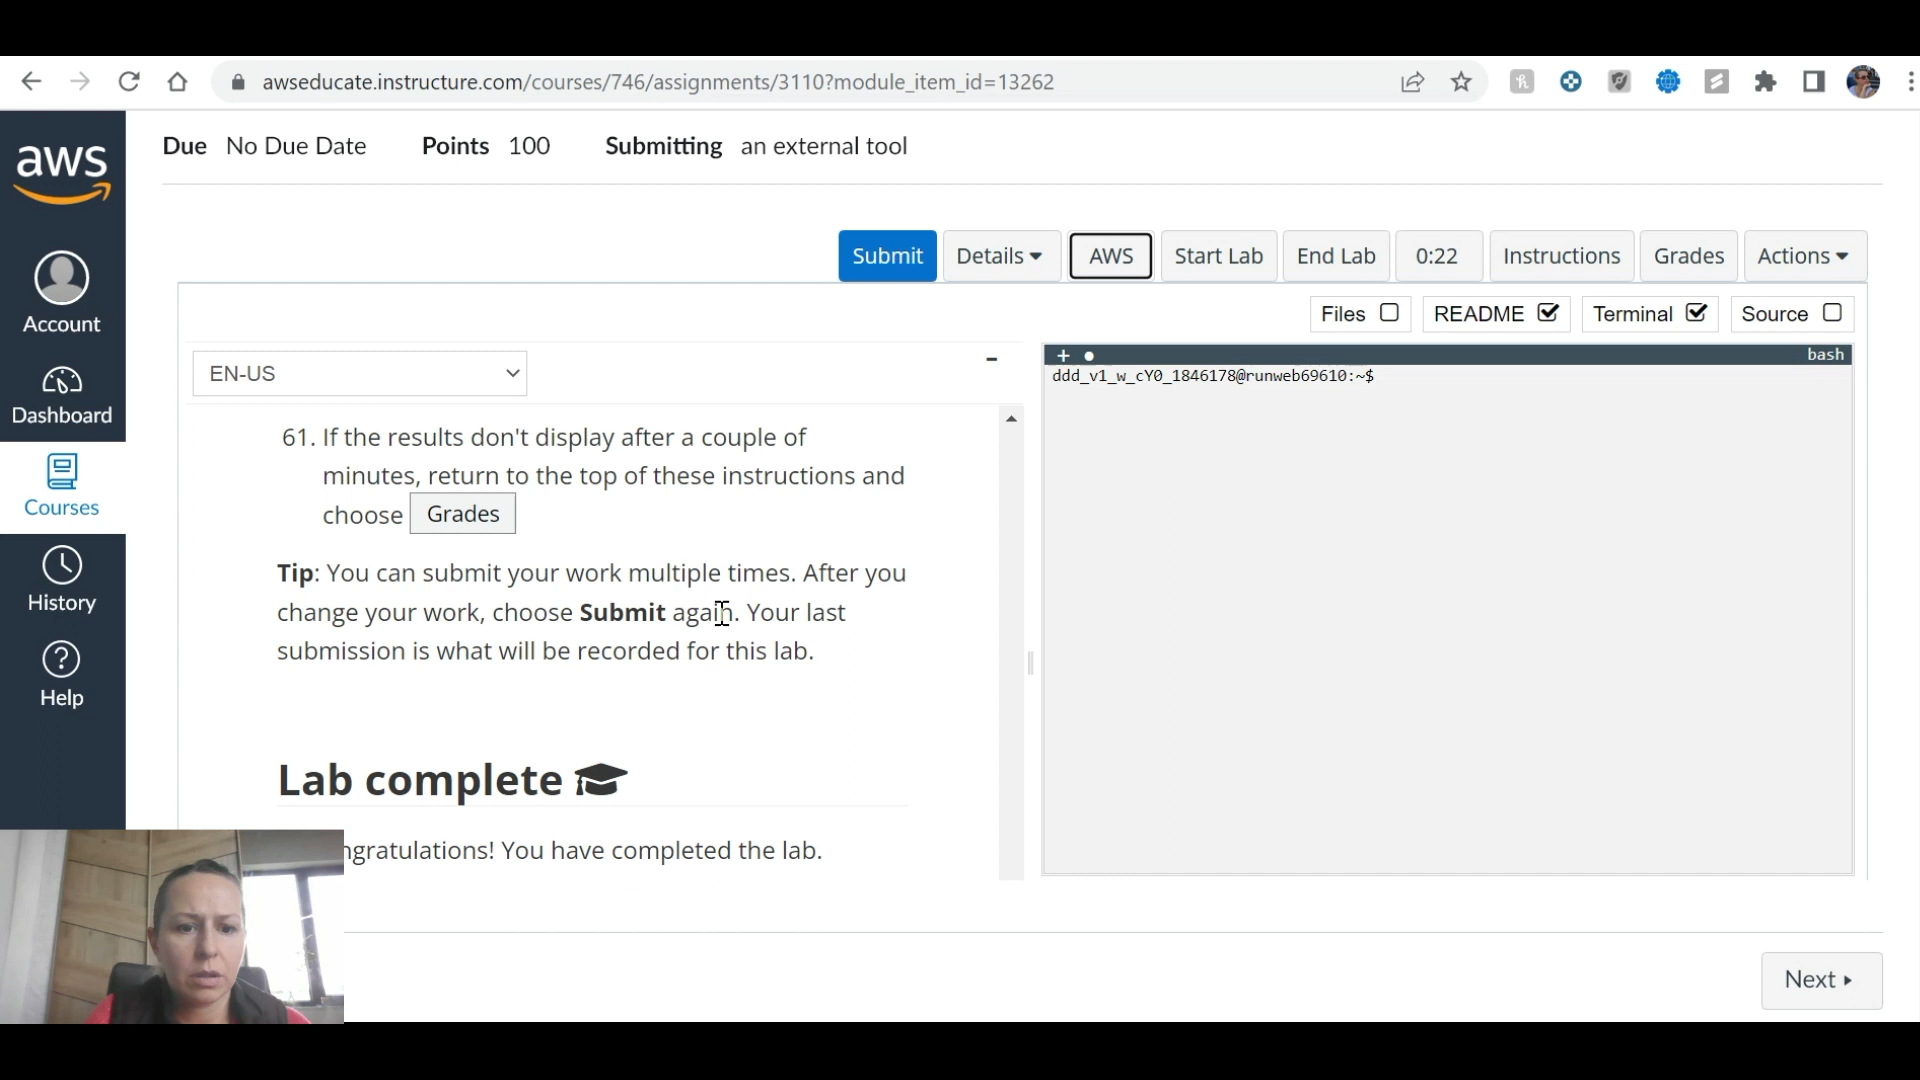 awseducate.instructure.com/courses/746/assignments/3110?module_item_id=13262
aws
Due No Due Date Points 100 Submitting an external tool
Submit Details AWS Start Lab End Lab 0:22 Instructions Grades Actions
Files README Terminal Source
EN-US
-
+ bash
ddd_v1_w_cY0_1846178@runweb69610:~$
Account
Dashboard
Courses
History
Help
61. If the results don't display after a couple of
minutes, return to the top of these instructions and
choose Grades
Tip: You can submit your work multiple times. After you
change your work, choose Submit again. Your last
submission is what will be recorded for this lab.
Lab complete
ngratulations! You have completed the lab.
Next